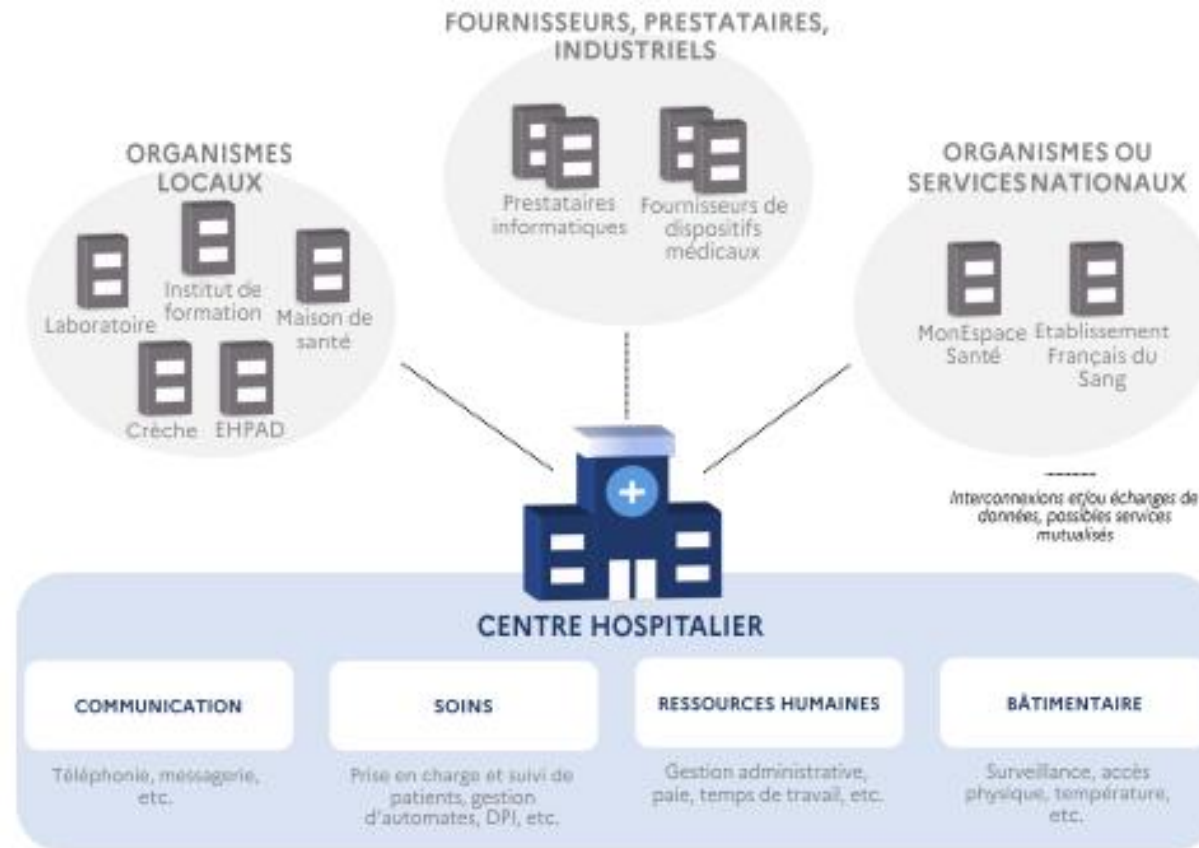 FOURNISSEURS, PRESTATAIRES,
INDUSTRIELS
Prestataires
informatiques
Fournisseurs de
dispositifs
médicaux
ORGANISMES
LOCAUX
Laboratoire
Institut de
formation
Maison de
santé
Crèche
EHPAD
ORGANISMES OU
SERVICES NATIONAUX
MonEspace
Santé
Etablissement
Français du
Sang
Interconnexions et/ou échanges de
données, possibles services
mutualisés
CENTRE HOSPITALIER
COMMUNICATION
Téléphonie, messagerie,
etc.
SOINS
Prise en charge et suivi de
patients, gestion
d'automates, DPI, etc.
RESSOURCES HUMAINES
Gestion administrative,
paie, temps de travail, etc.
BÂTIMENTAIRE
Surveillance, accès
physique, température,
etc.